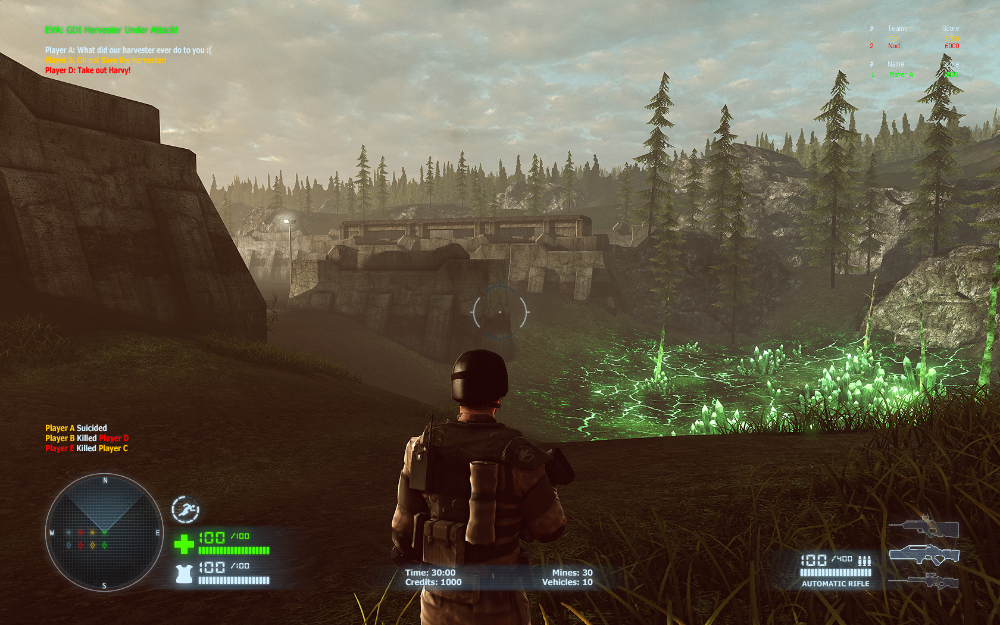 EVA: GDI Harvester Under Attack!
Player A: What did our harvester ever do to you :(
Player B: Oh no! Save the harvester!
Player D: Take out Harvy!
# Teams Score
1 GDI
2 Nod 6000
# Name Score
1 Player A
Player A Suicided
Player B Killed Player D
Player E Killed Player C
N
W E
S
100 /100
100 /100
Time: 30:00 Mines: 30
Credits: 1000 Vehicles: 10
100 /400
AUTOMATIC RIFLE